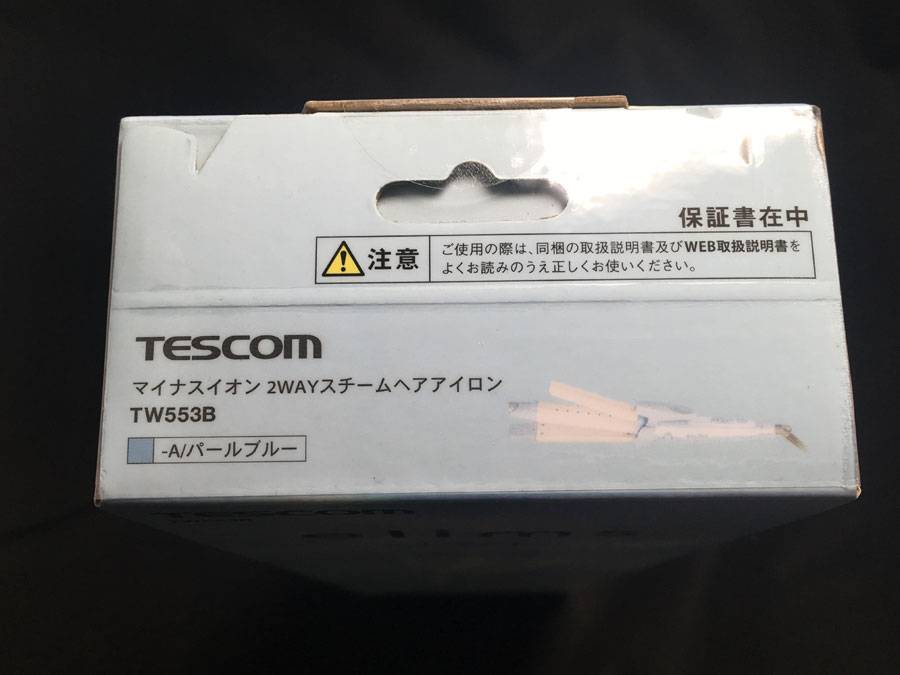 保証書在中
注意
ご使用の際は、同梱の取扱説明書及びWEB取扱説明書を
よくお読みのうえ正しくお使いください。
TESCOM
マイナスイオン 2WAYスチームヘアアイロン
TW553B
-A/パールブルー
TESCOM